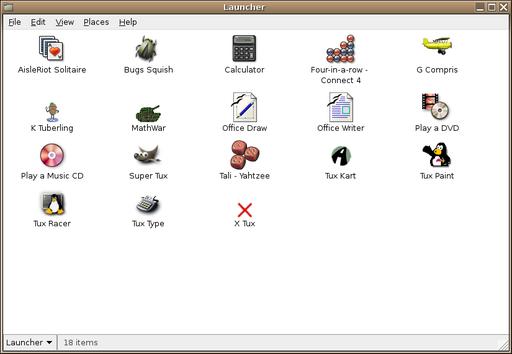 Launcher
File Edit View Places Help
AisleRiot Solitaire Bugs Squish Calculator Four-in-a-row - G Compris
Connect 4
K Tuberling MathWar Office Draw Office Writer Play a DVD
Play a Music CD Super Tux Tali - Yahtzee Tux Kart Tux Paint
Tux Racer Tux Type X Tux
Launcher 18 items